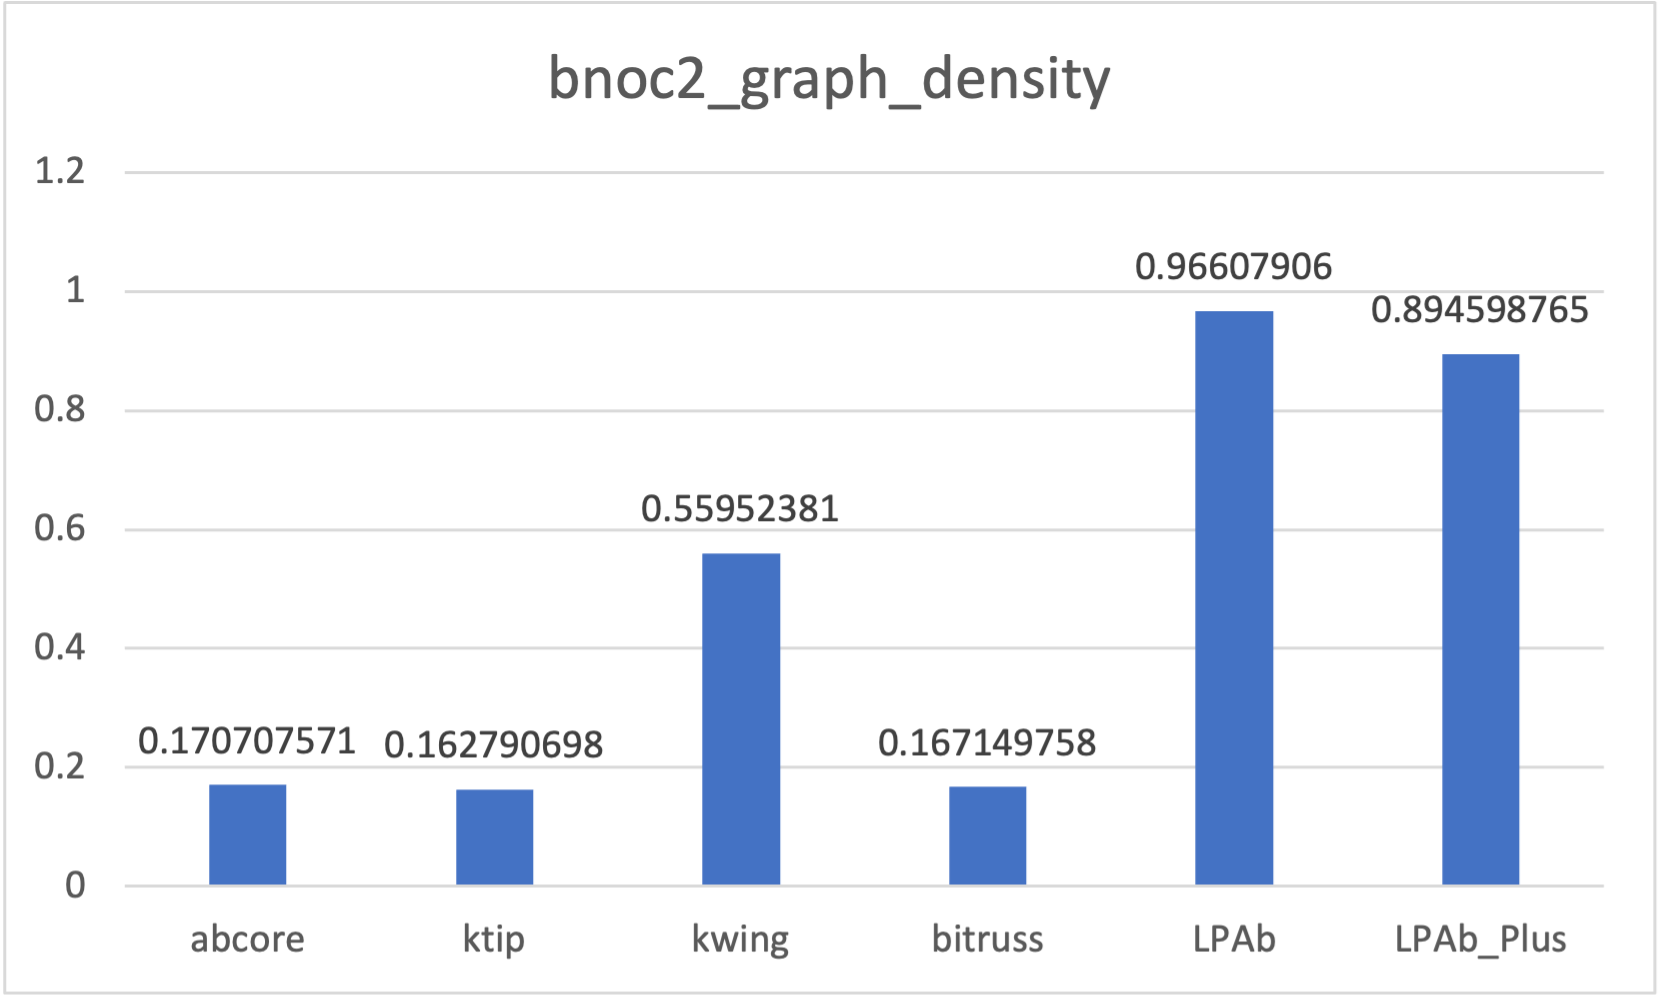 bnoc2_graph_density
1.2
1
0.8
0.6
0.4
0.2
0
0.170707571
0.162790698
0.55952381
0.167149758
0.96607906
0.894598765
abcore
ktip
kwing
bitruss
LPAb
LPAb_Plus